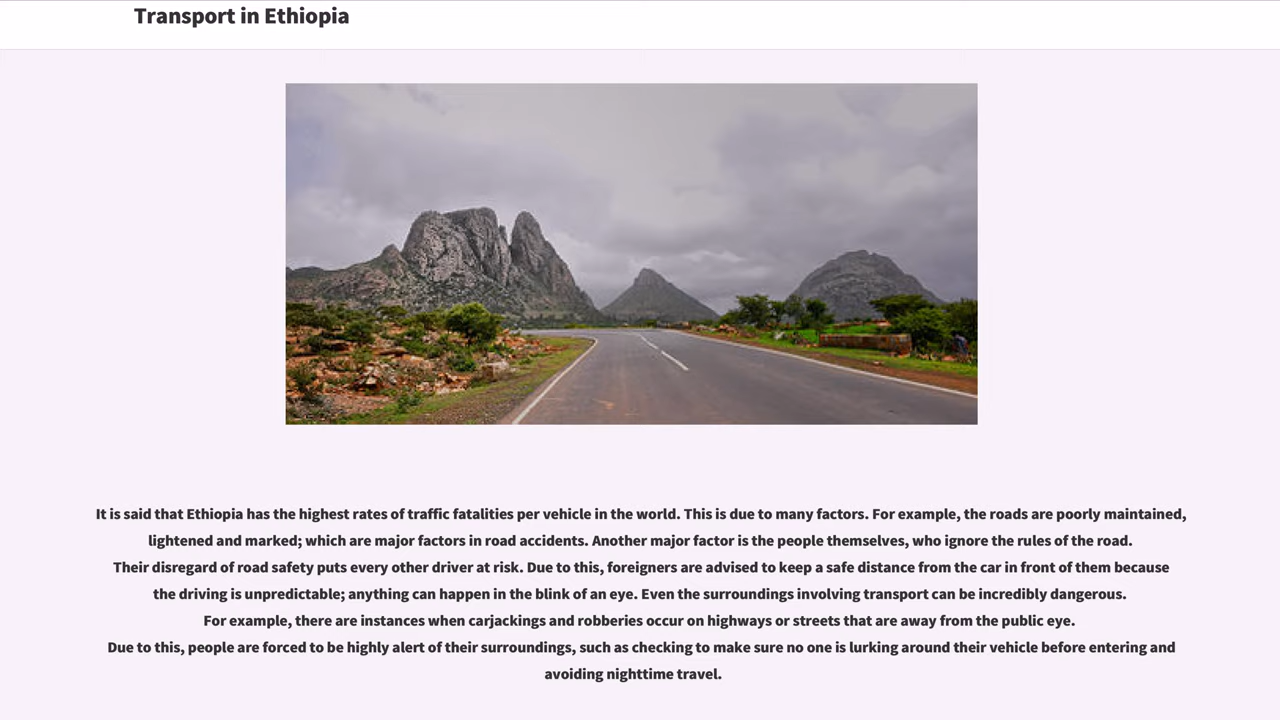 Transport in Ethiopia
It is said that Ethiopia has the highest rates of traffic fatalities per vehicle in the world. This is due to many factors. For example, the roads are poorly maintained,
lightened and marked; which are major factors in road accidents. Another major factor is the people themselves, who ignore the rules of the road.
Their disregard of road safety puts every other driver at risk. Due to this, foreigners are advised to keep a safe distance from the car in front of them because
the driving is unpredictable; anything can happen in the blink of an eye. Even the surroundings involving transport can be incredibly dangerous.
For example, there are instances when carjackings and robberies occur on highways or streets that are away from the public eye.
Due to this, people are forced to be highly alert of their surroundings, such as checking to make sure no one is lurking around their vehicle before entering and
avoiding nighttime travel.